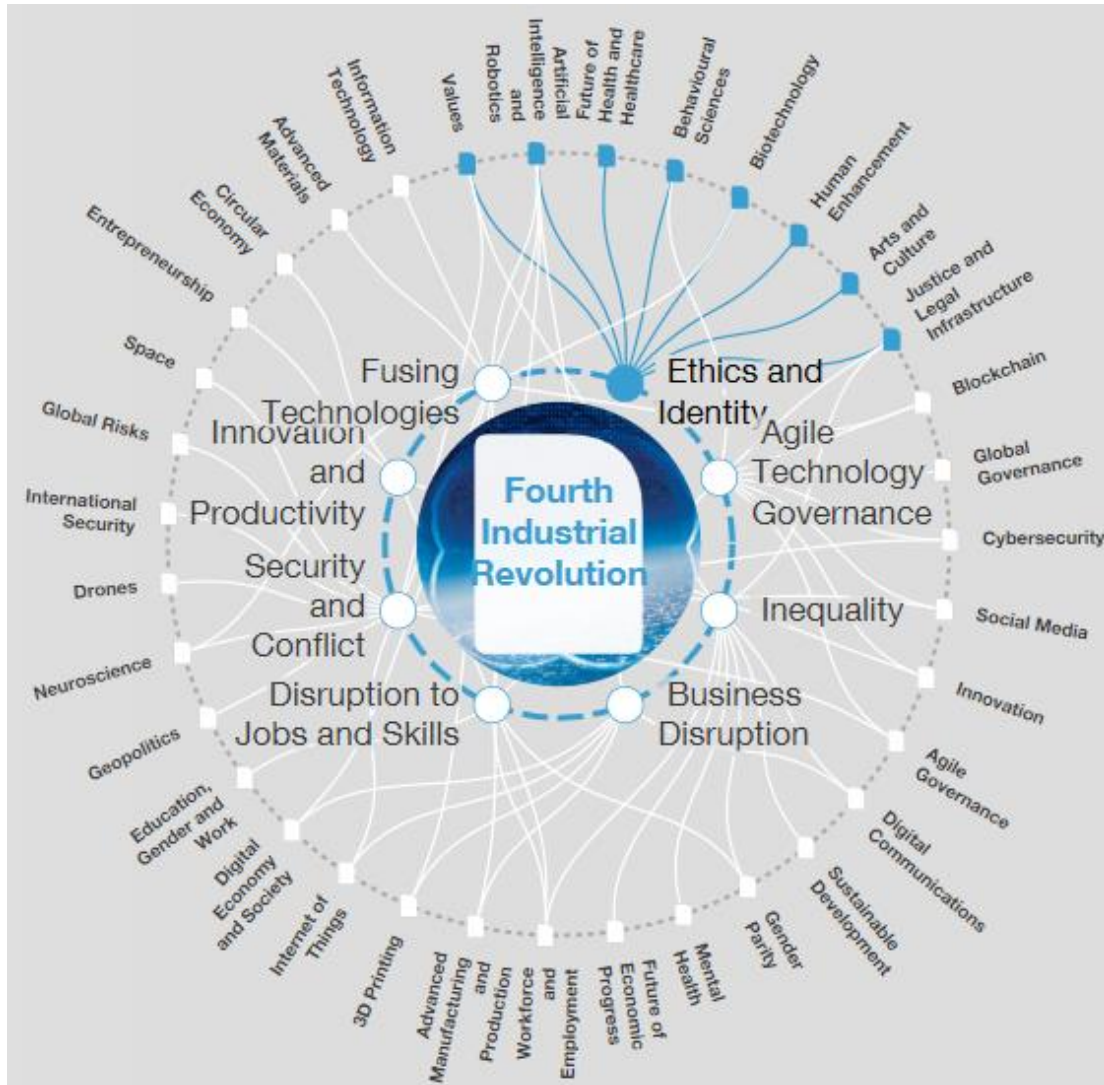 Values
Artificial
Intelligence and
Robotics
Future of
Health and
Healthcare
Behavioural
Sciences
Biotechnology
Human
Enhancement
Arts and
Culture
Justice and
Legal
Infrastructure
Blockchain
Global
Governance
Cybersecurity
Social Media
Innovation
Agile
Governance
Digital
Communications
Sustainable
Development
Gender
Parity
Mental
Health
Future of
Economic
Progress
Workforce
and
Employment
Advanced
Manufacturing
and
Production
3D Printing
Internet of
Things
Digital
Economy
and Society
Education,
Gender and
Work
Geopolitics
Neuroscience
Drones
International
Security
Global Risks
Space
Entrepreneurship
Circular
Economy
Advanced
Materials
Information
Technology
Fusing
Technologies
Ethics and
Identity
Agile
Technology
Governance
Inequality
Business
Disruption
Disruption to
Jobs and Skills
Security
and
Conflict
Innovation
and
Productivity
Fourth
Industrial
Revolution